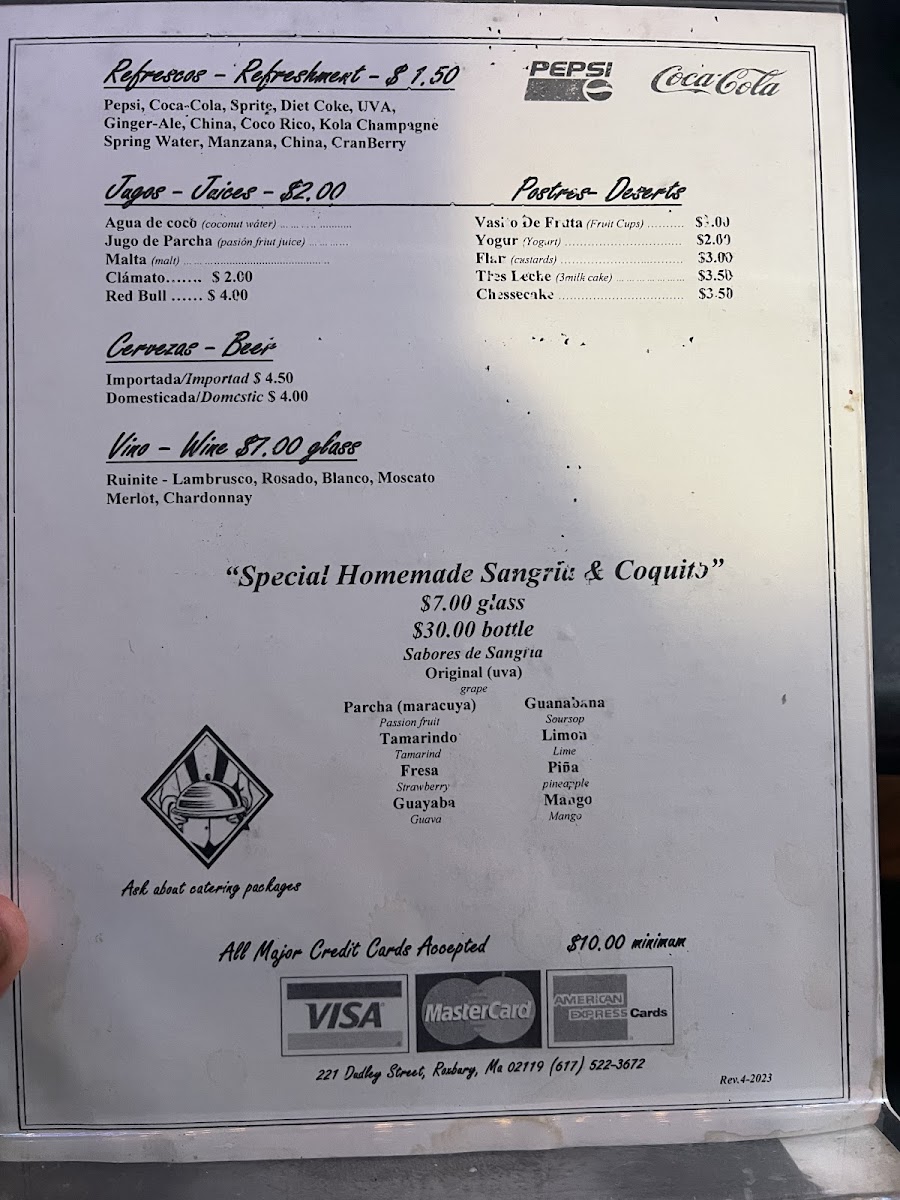 Refrescos - Refreshment - $ 1.50
PEPSI
Coca-Cola
Pepsi, Coca-Cola, Sprite, Diet Coke, UVA,
Ginger-Ale, China, Coco Rico, Kola Champagne
Spring Water, Manzana, China, CranBerry
Jugos - Juices - $2.00
Agua de coco (coconut water) ... ... . ..............
Jugo de Parcha (pasión friut juice) ... ... ......
Malta (malt) ... ............................................
Clámato....... $ 2.00
Red Bull ...... $ 4.00
Postres- Deserts
Vasito De Fruta (Fruit Cups) ..........
Yogur (Yogurt) ................................... $2.00
Flan (custards) ................................... $3.00
Tres Leche (3milk cake) ..................... $3.50
Chessecake ................................... $3.50
Cervezas - Beer
Importada/Importad $ 4.50
Domesticada/Domestic $ 4.00
Vino - Wine $7.00 glass
Ruinite - Lambrusco, Rosado, Blanco, Moscato
Merlot, Chardonnay
“Special Homemade Sangria & Coquito”
$7.00 glass
$30.00 bottle
Sabores de Sangria
Original (uva)
grape
Parcha (maracuya) Guanabana
Passion fruit Soursop
Tamarindo Limon
Tamarind Lime
Fresa Piña
Strawberry pineapple
Guayaba Mango
Guava Mango
Ask about catering packages
All Major Credit Cards Accepted $10.00 minimum
VISA
MasterCard
AMERICAN
EXPRESS Cards
221 Dudley Street, Roxbury, Ma 02119 (617) 522-3672
Rev.4-2023